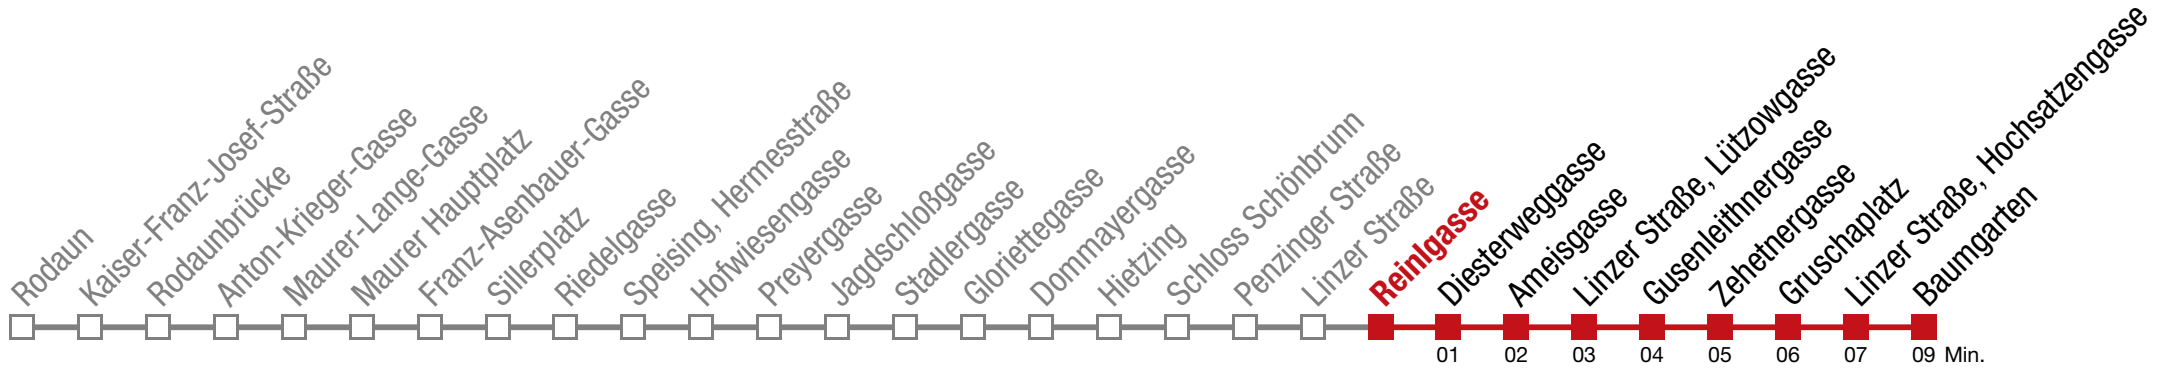 Rodaun
Kaiser-Franz-Josef-Straße
Rodaunbrücke
Anton-Krieger-Gasse
Maurer-Lange-Gasse
Maurer Hauptplatz
Franz-Asenbauer-Gasse
Sillerplatz
Riedelgasse
Speising, Hermesstraße
Hofwiesengasse
Preyergasse
Jagdschloßgasse
Stadlergasse
Gloriettegasse
Dommayergasse
Hietzing
Schloss Schönbrunn
Penzinger Straße
Linzer Straße
Reinlgasse
Diesterweggasse
Ameisgasse
Linzer Straße, Lützowgasse
Gusenleithnergasse
Zehetnergasse
Gruschaplatz
Linzer Straße, Hochsatzengasse
Baumgarten
01 02 03 04 05 06 07 09 Min.